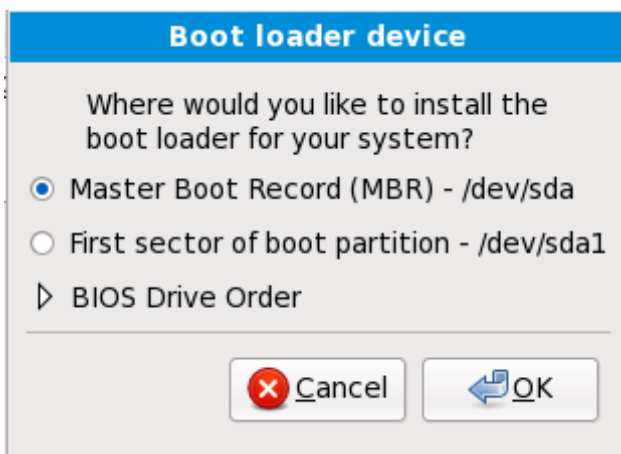 Boot loader device
Where would you like to install the
boot loader for your system?
Master Boot Record (MBR) - /dev/sda
First sector of boot partition - /dev/sda1
BIOS Drive Order
Cancel
OK